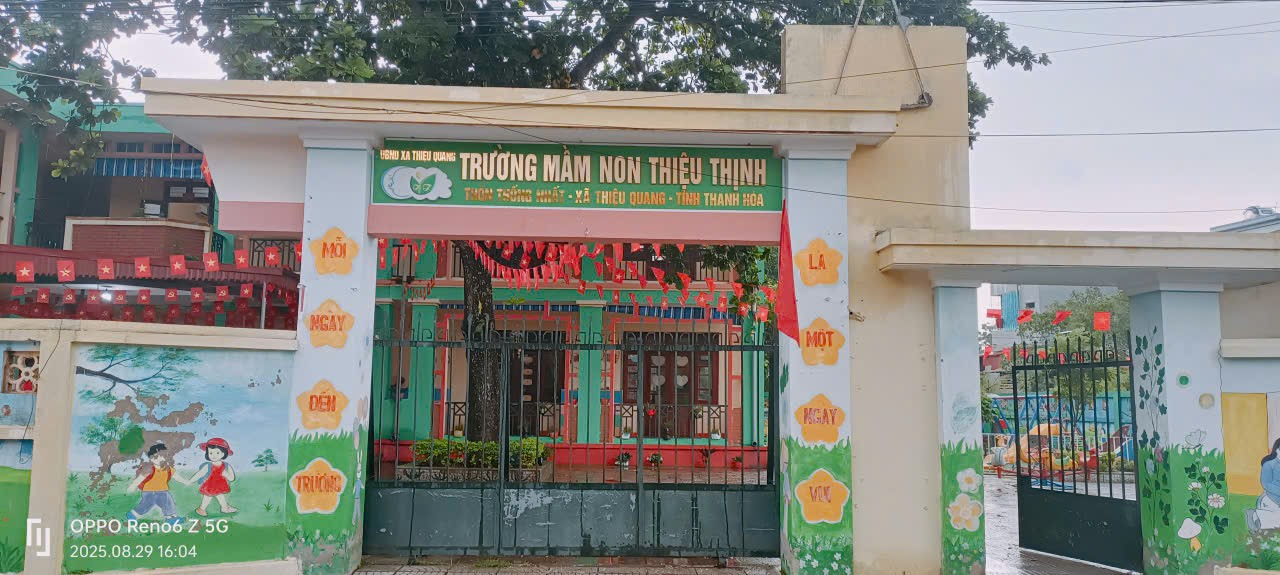 UBND XÃ THIỆU QUANG
TRƯỜNG MẦM NON THIỆU THỊNH
THÔN THỐNG NHẤT - XÃ THIỆU QUANG - TỈNH THANH HÓA
MỖI
NGÀY
ĐẾN
TRƯỜNG
LÀ
MỘT
NGÀY
VUI
OPPO Reno6 Z 5G
2025.08.29 16:04